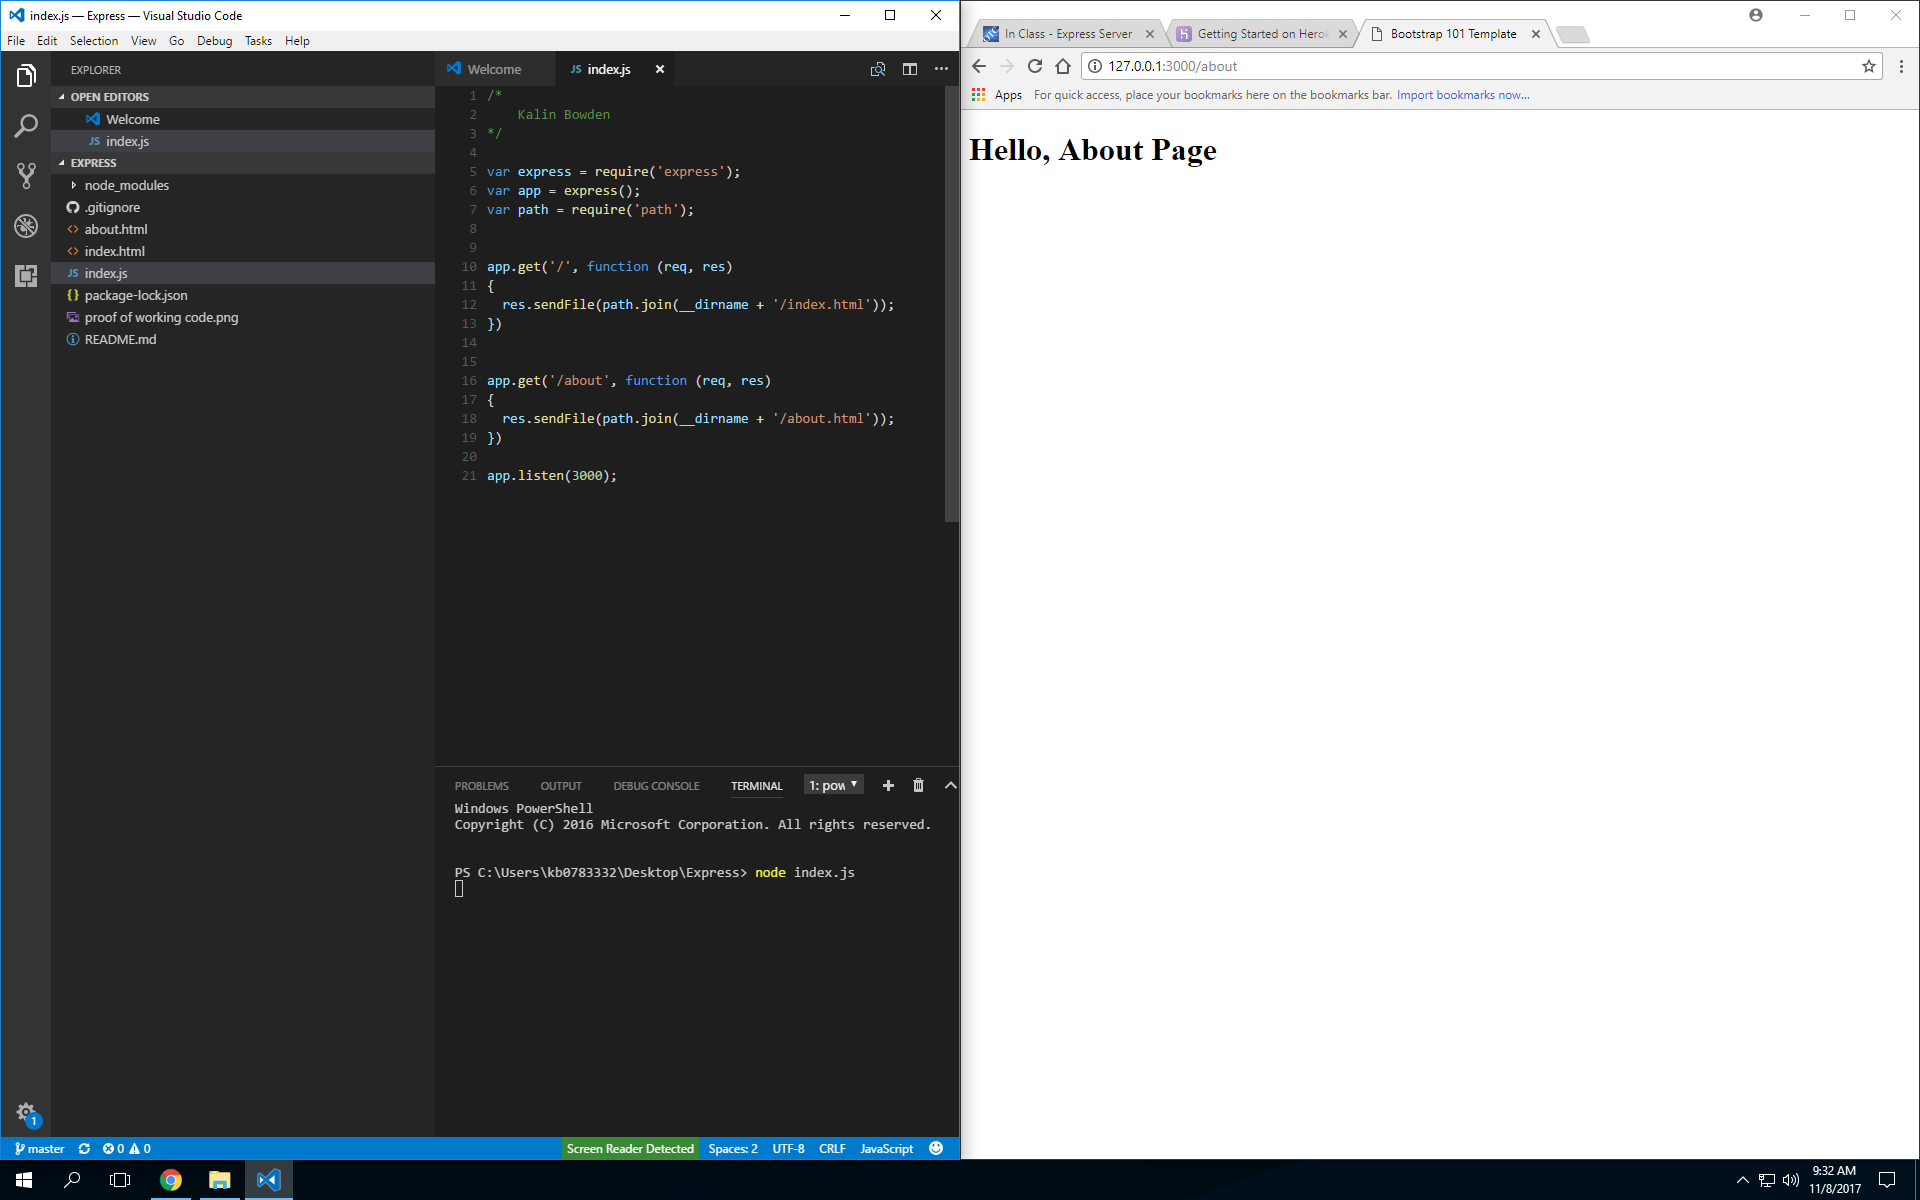 index.js — Express — Visual Studio Code
File Edit Selection View Go Debug Tasks Help
EXPLORER
OPEN EDITORS
Welcome
JS index.js
EXPRESS
node_modules
.gitignore
about.html
index.html
JS index.js
package-lock.json
proof of working code.png
README.md
Welcome JS index.js
1 /*
2 Kalin Bowden
3 */
4
5 var express = require('express');
6 var app = express();
7 var path = require('path');
8
9
10 app.get('/', function (req, res)
11 {
12 res.sendFile(path.join(__dirname + '/index.html'));
13 })
14
15
16 app.get('/about', function (req, res)
17 {
18 res.sendFile(path.join(__dirname + '/about.html'));
19 })
20
21 app.listen(3000);
PROBLEMS OUTPUT DEBUG CONSOLE TERMINAL 1: pow
Windows PowerShell
Copyright (C) 2016 Microsoft Corporation. All rights reserved.
PS C:\Users\kb0783332\Desktop\Express> node index.js
1
master 0 0 Screen Reader Detected Spaces: 2 UTF-8 CRLF JavaScript
In Class - Express Server Getting Started on Herok Bootstrap 101 Template
127.0.0.1:3000/about
Apps For quick access, place your bookmarks here on the bookmarks bar. Import bookmarks now...
Hello, About Page
9:32 AM
11/8/2017